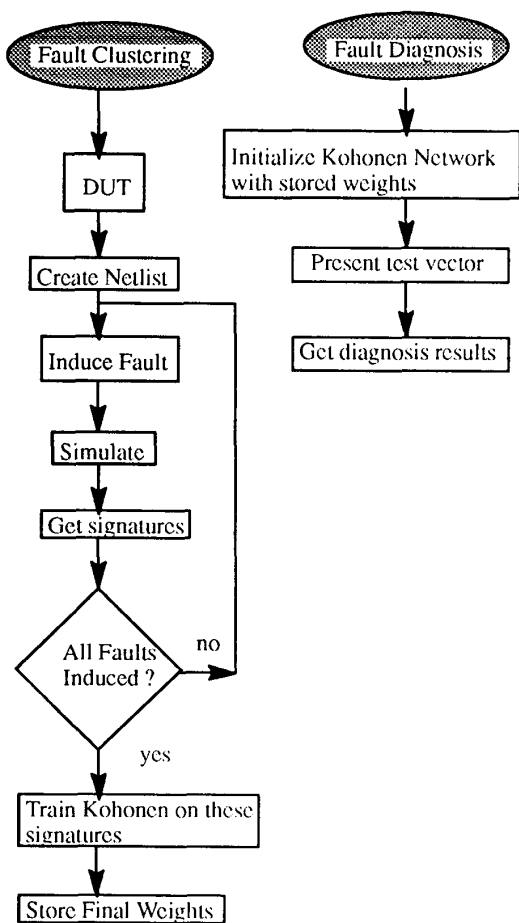 Fault Clustering
DUT
Create Netlist
Induce Fault
Simulate
Get signatures
All Faults
Induced ?
no
yes
Train Kohonen on these
signatures
Store Final Weights
Fault Diagnosis
Initialize Kohonen Network
with stored weights
Present test vector
Get diagnosis results